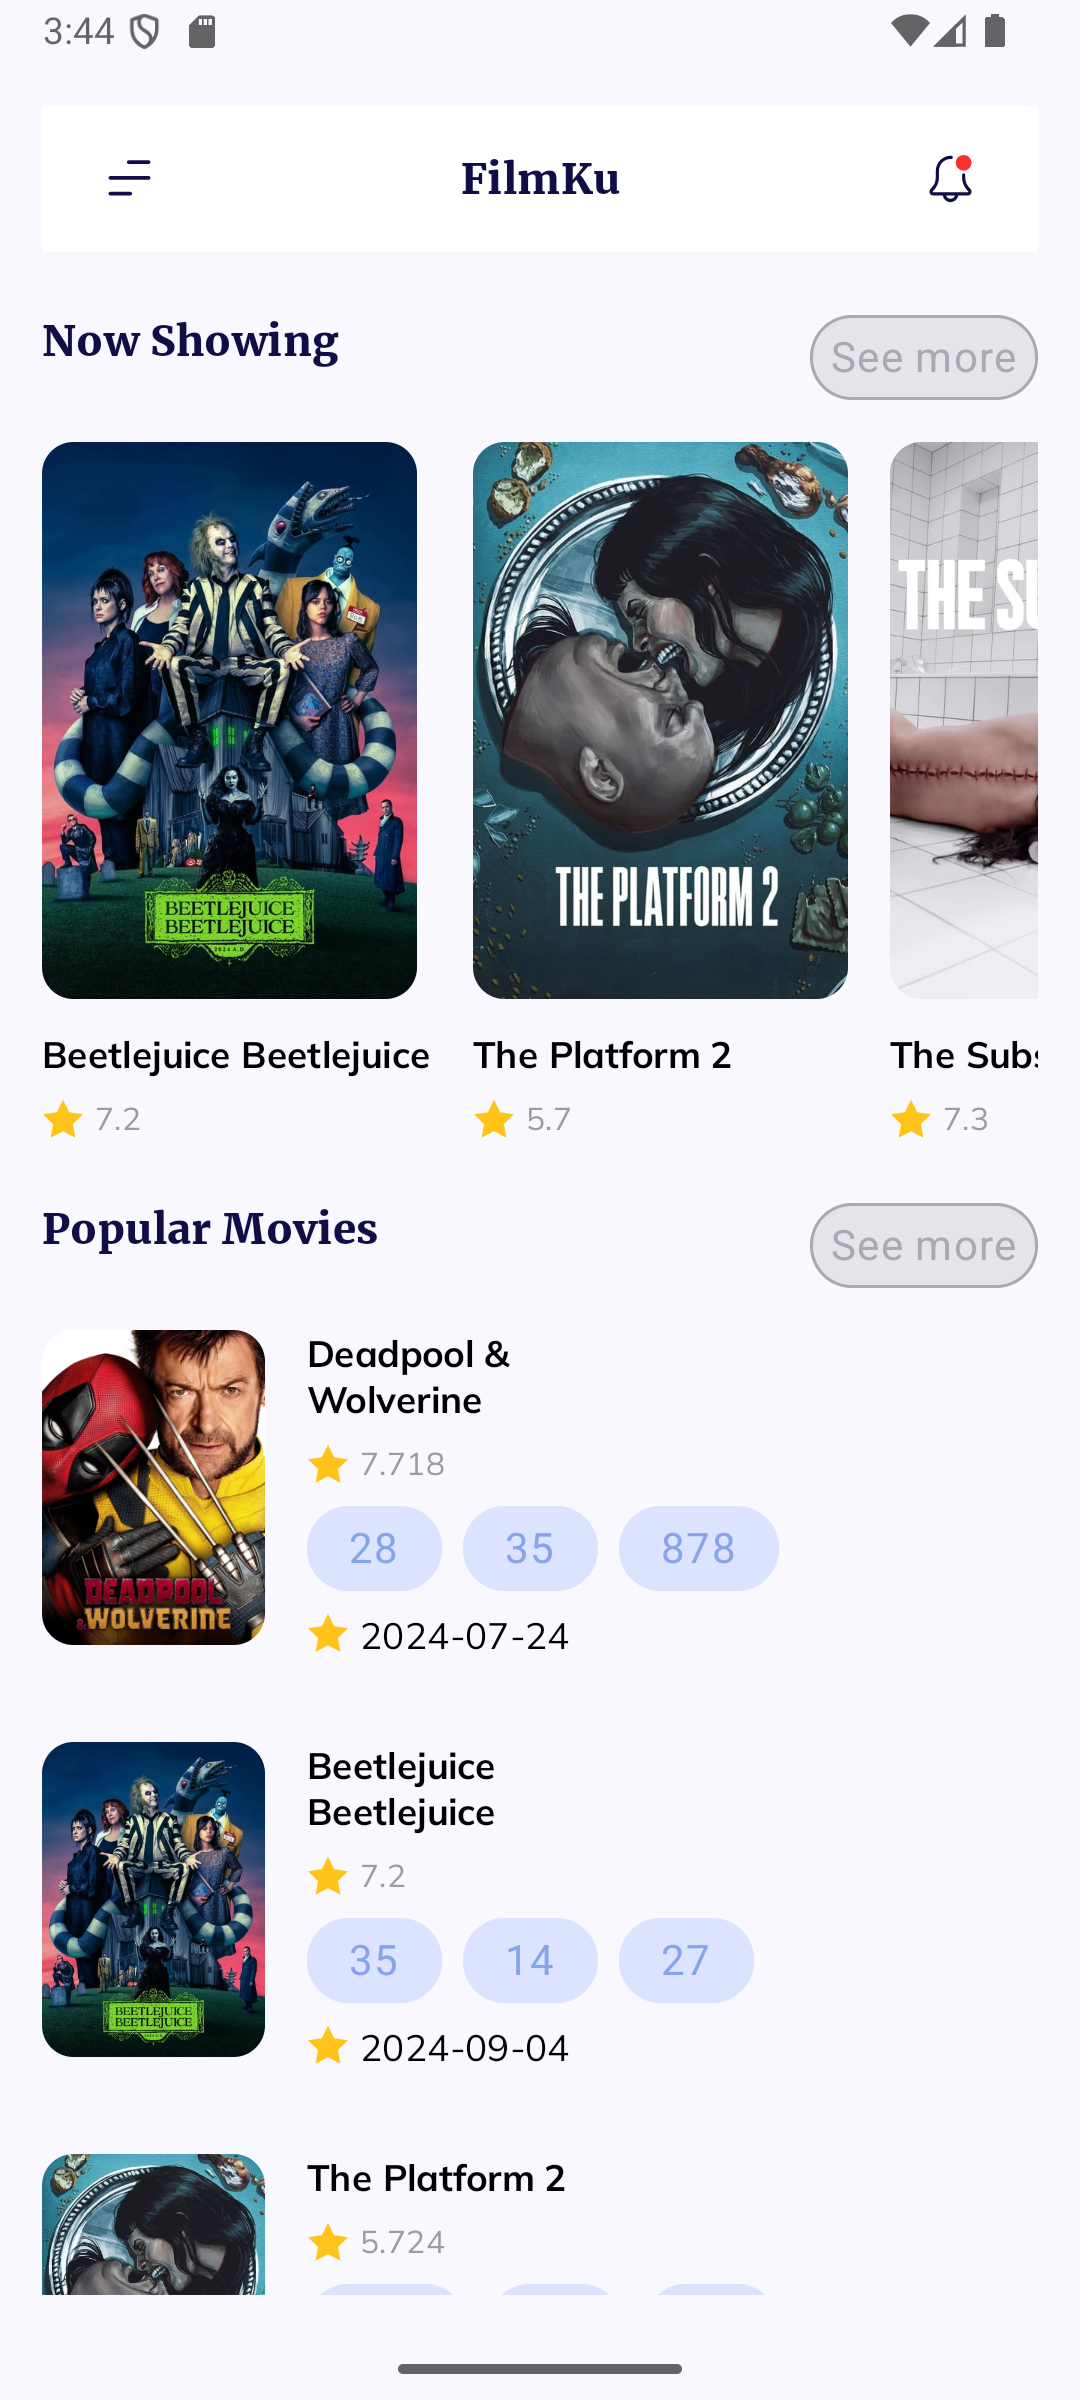 3:44
FilmKu
Now Showing
See more
BEETLEJUICE
BEETLEJUICE
2024 A.D.
THE PLATFORM 2
THE SU
Beetlejuice Beetlejuice
The Platform 2
The Subs
7.2
5.7
7.3
Popular Movies
See more
DEADPOOL
& WOLVERINE
Deadpool &
Wolverine
7.718
28 35 878
2024-07-24
BEETLEJUICE
BEETLEJUICE
Beetlejuice
Beetlejuice
7.2
35 14 27
2024-09-04
The Platform 2
5.724